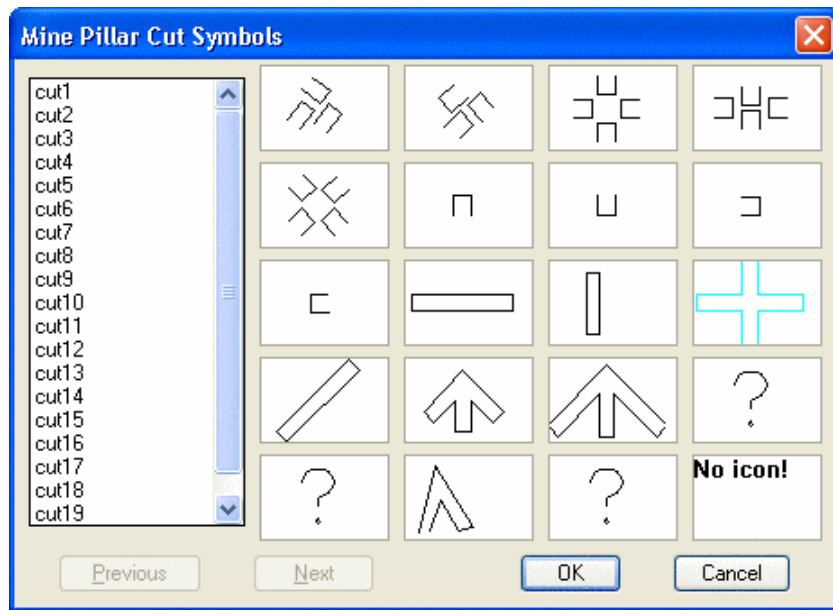 Mine Pillar Cut Symbols
cut1
cut2
cut3
cut4
cut5
cut6
cut7
cut8
cut9
cut10
cut11
cut12
cut13
cut14
cut15
cut16
cut17
cut18
cut19
?
?
?
No icon!
Previous
Next
OK
Cancel